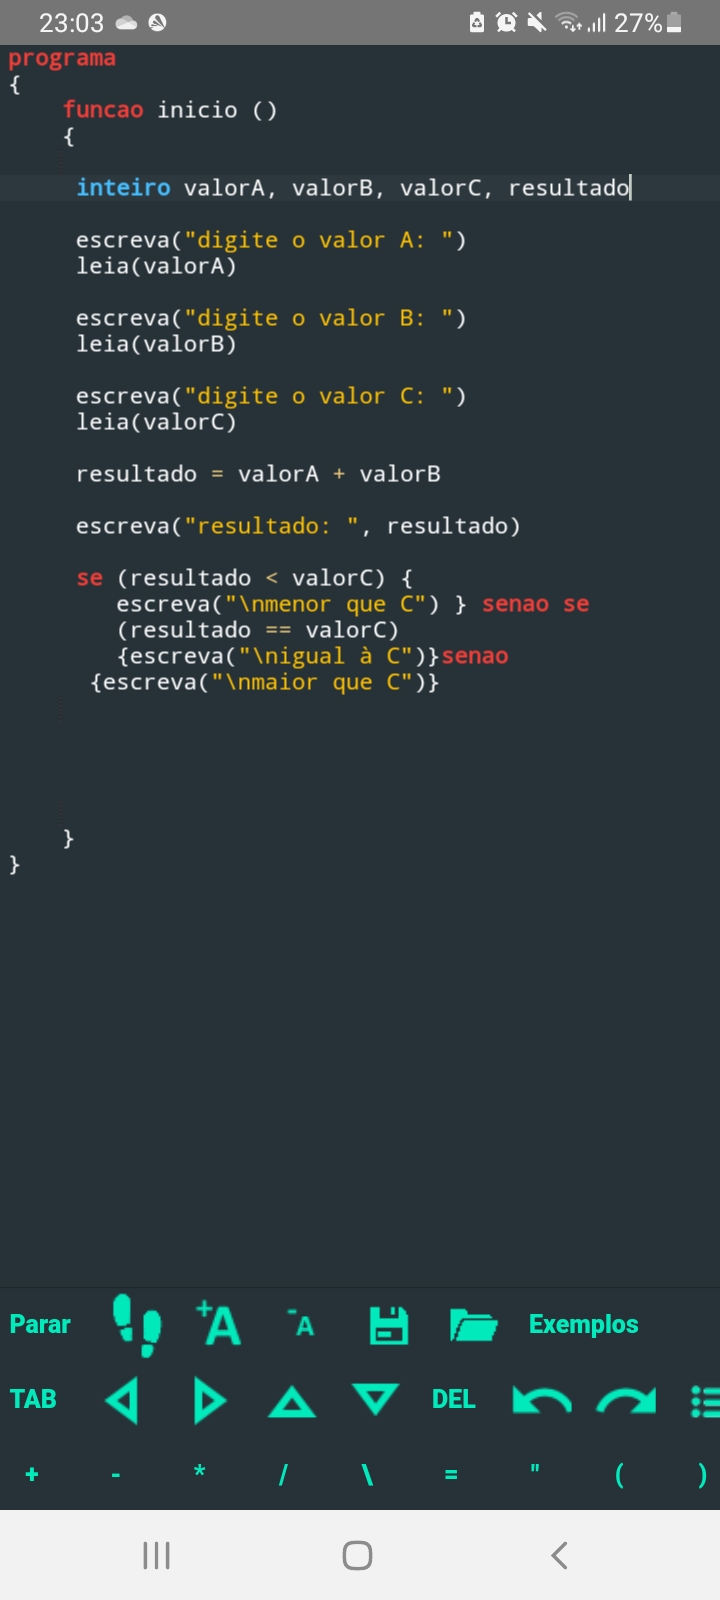 23:03 27%
programa
{
funcao inicio ()
{
inteiro valorA, valorB, valorC, resultado
escreva("digite o valor A: ")
leia(valorA)
escreva("digite o valor B: ")
leia(valorB)
escreva("digite o valor C: ")
leia(valorC)
resultado = valorA + valorB
escreva("resultado: ", resultado)
se (resultado < valorC) {
escreva("\nmenor que C") } senao se
(resultado == valorC)
{escreva("\nigual à C")}senao
{escreva("\nmaior que C")}
}
}
Parar +A -A Exemplos
TAB DEL
+ - * / \ = " ( )